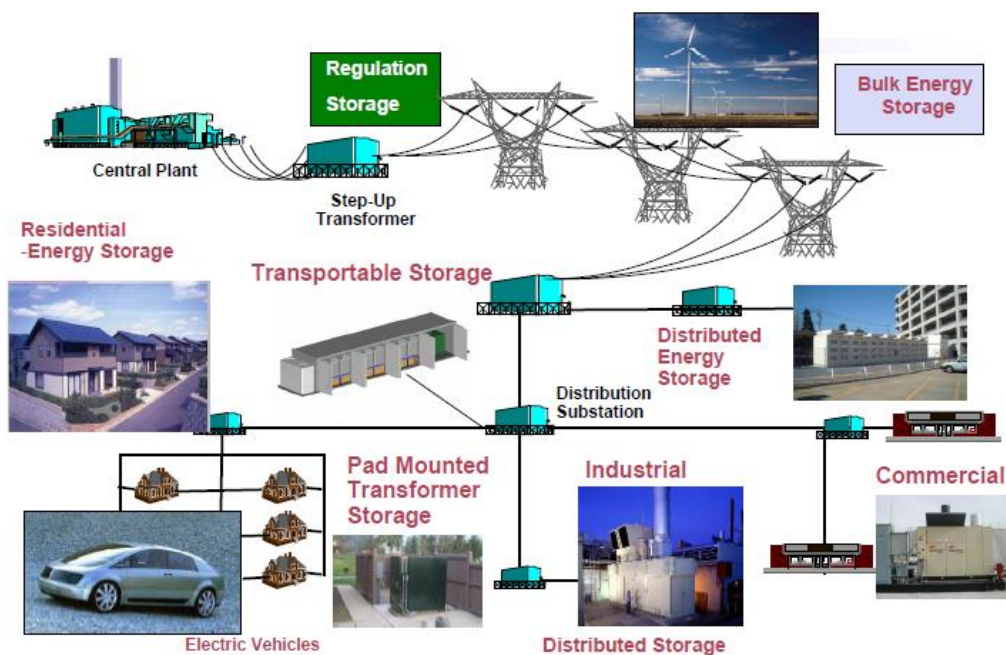 Regulation
Storage
Bulk Energy
Storage
Central Plant
Step-Up
Transformer
Residential
-Energy Storage
Transportable Storage
Distributed
Energy
Storage
Distribution
Substation
Pad Mounted
Transformer
Storage
Industrial
Commercial
Electric Vehicles
Distributed Storage